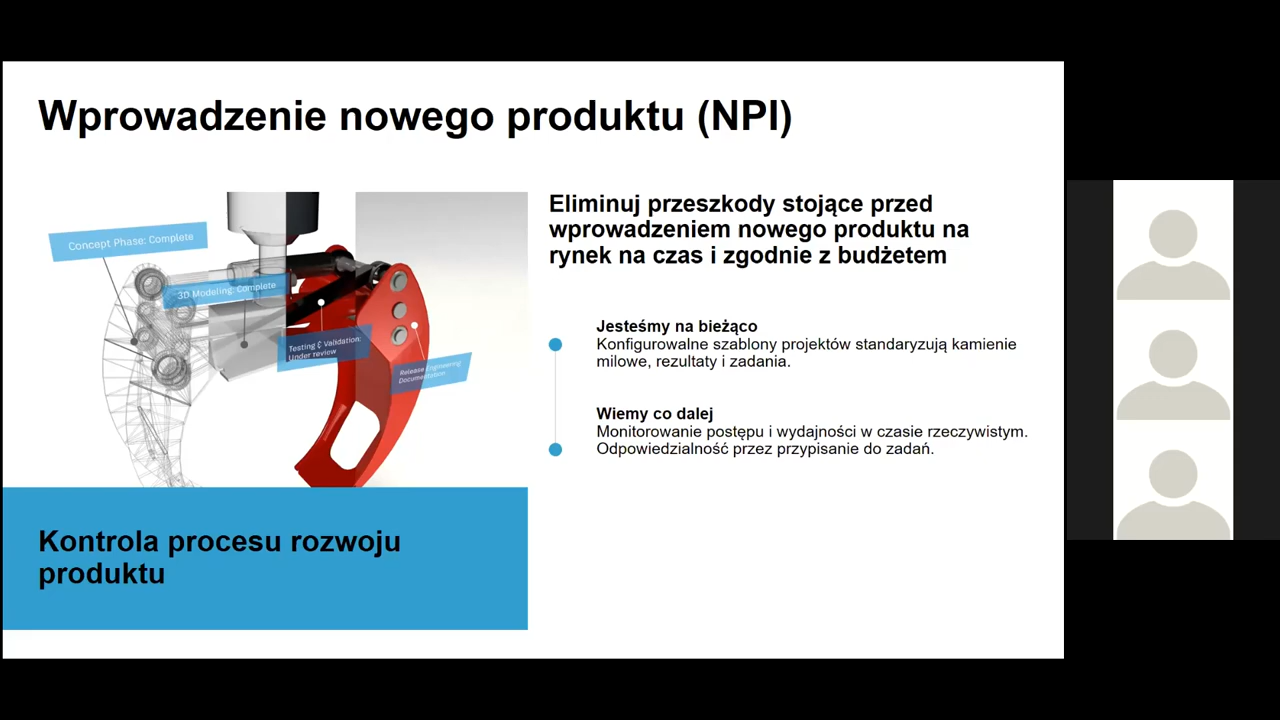 Wprowadzenie nowego produktu (NPI)
Concept Phase: Complete
3D Modeling: Complete
Testing & Validation:
Under review
Release Engineering
Documentation
Kontrola procesu rozwoju
produktu
Eliminuj przeszkody stojące przed
wprowadzeniem nowego produktu na
rynek na czas i zgodnie z budżetem
Jesteśmy na bieżąco
Konfigurowalne szablony projektów standaryzują kamienie
milowe, rezultaty i zadania.
Wiemy co dalej
Monitorowanie postępu i wydajności w czasie rzeczywistym.
Odpowiedzialność przez przypisanie do zadań.